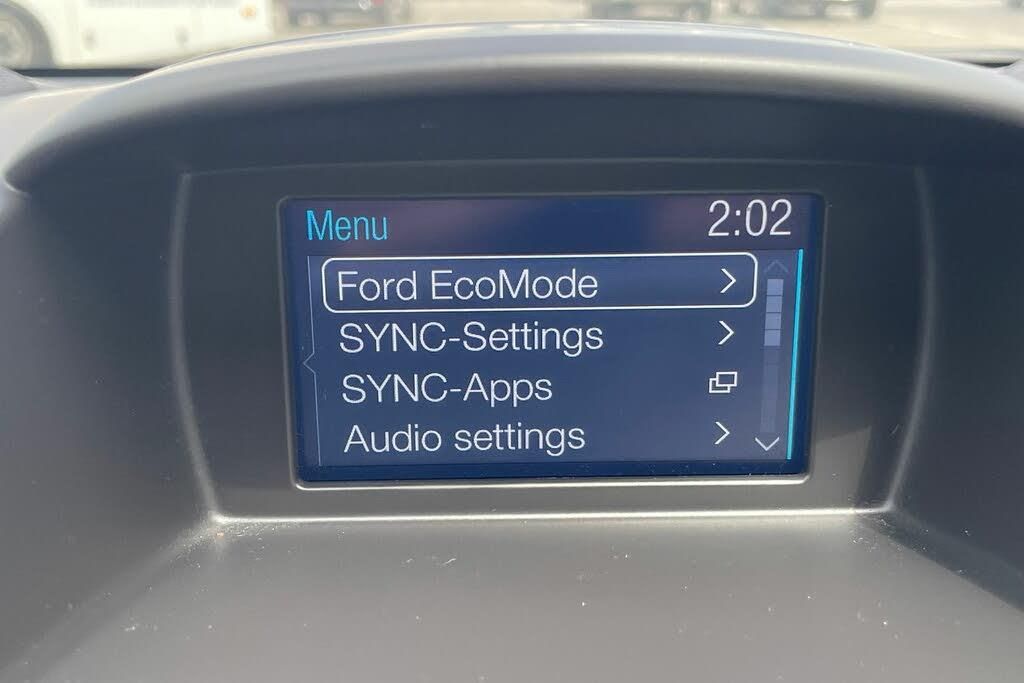 Menu 2:02
Ford EcoMode
SYNC-Settings
SYNC-Apps
Audio settings